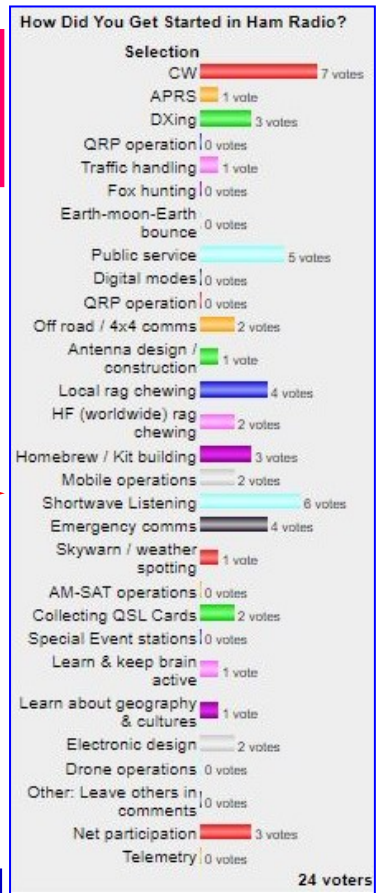 How Did You Get Started in Ham Radio?
Selection
CW 7 votes
APRS 1 vote
DXing 3 votes
QRP operation 0 votes
Traffic handling 1 vote
Fox hunting 0 votes
Earth-moon-Earth
bounce 0 votes
Public service 5 votes
Digital modes 0 votes
QRP operation 0 votes
Off road / 4x4 comms 2 votes
Antenna design /
construction 1 vote
Local rag chewing 4 votes
HF (worldwide) rag
chewing 2 votes
Homebrew / Kit building 3 votes
Mobile operations 2 votes
Shortwave Listening 6 votes
Emergency comms 4 votes
Skywarn / weather
spotting 1 vote
AM-SAT operations 0 votes
Collecting QSL Cards 2 votes
Special Event stations 0 votes
Learn & keep brain
active 1 vote
Learn about geography
& cultures 1 vote
Electronic design 2 votes
Drone operations 0 votes
Other: Leave others in
comments 0 votes
Net participation 3 votes
Telemetry 0 votes
24 voters